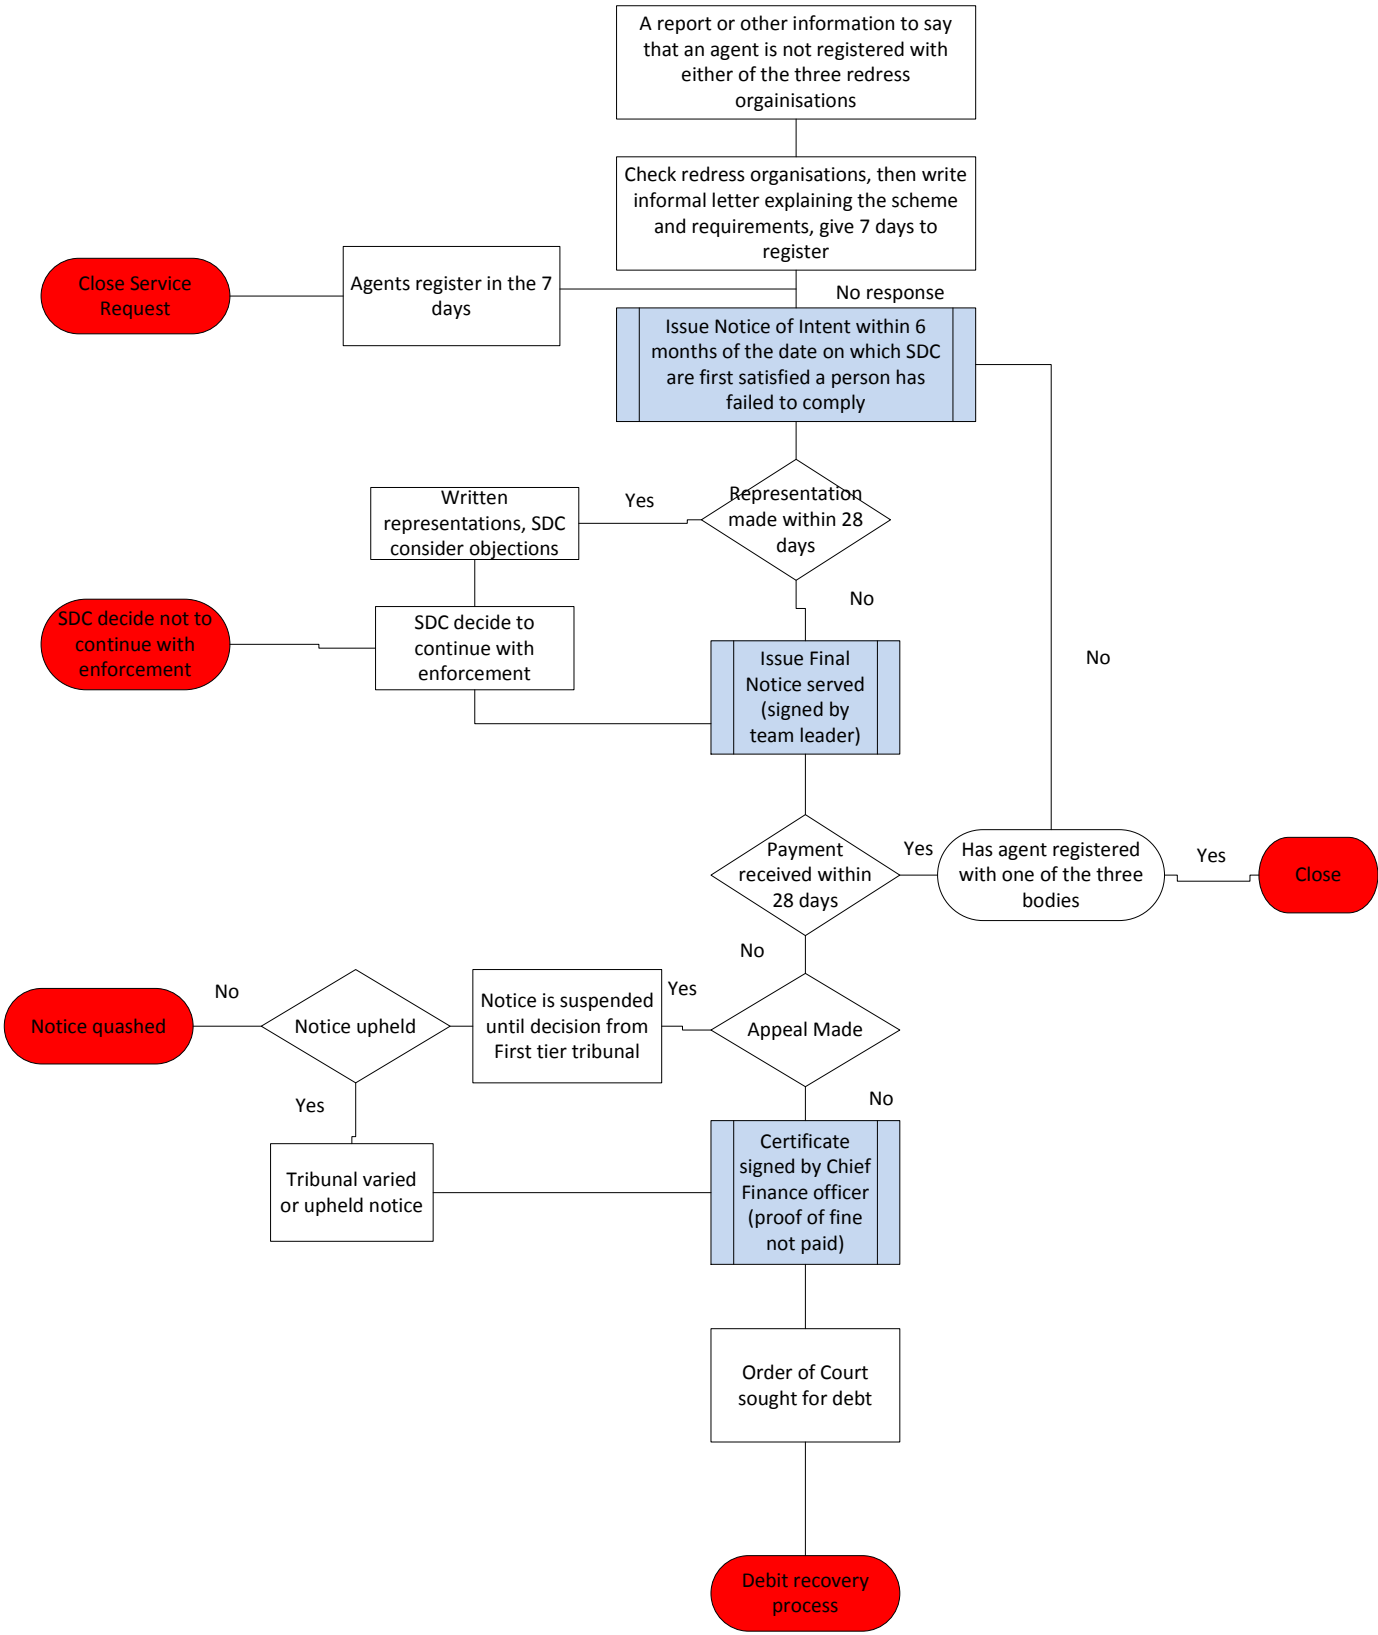 A report or other information to say
that an agent is not registered with
either of the three redress
orgainisations
Check redress organisations, then write
informal letter explaining the scheme
and requirements, give 7 days to
register
Close Service
Request
Agents register in the 7
days
No response
Issue Notice of Intent within 6
months of the date on which SDC
are first satisfied a person has
failed to comply
Written
representations, SDC
consider objections
Yes
Representation
made within 28
days
No
SDC decide not to
continue with
enforcement
SDC decide to
continue with
enforcement
Issue Final
Notice served
(signed by
team leader)
No
Payment
received within
28 days
Yes
Has agent registered
with one of the three
bodies
Yes
Close
No
Notice quashed
No
Notice upheld
Notice is suspended
until decision from
First tier tribunal
Yes
Appeal Made
Yes
No
Tribunal varied
or upheld notice
Certificate
signed by Chief
Finance officer
(proof of fine
not paid)
Order of Court
sought for debt
Debit recovery
process